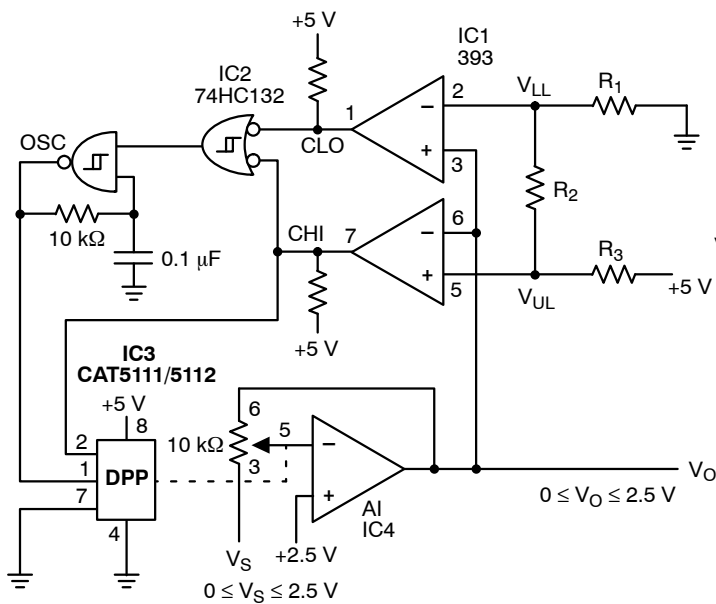 +5 V
IC1
393
IC2
74HC132
OSC
1
2
3
CLO
V_LL
R_1
R_2
10 kΩ
0.1 μF
CHI
7
6
5
V_UL
R_3
+5 V
+5 V
IC3
CAT5111/5112
+5 V
8
2
1
7
4
DPP
6
10 kΩ
5
3
−
+
−
+
−
+
AI
IC4
V_S
+2.5 V
0 ≤ V_S ≤ 2.5 V
V_O
0 ≤ V_O ≤ 2.5 V